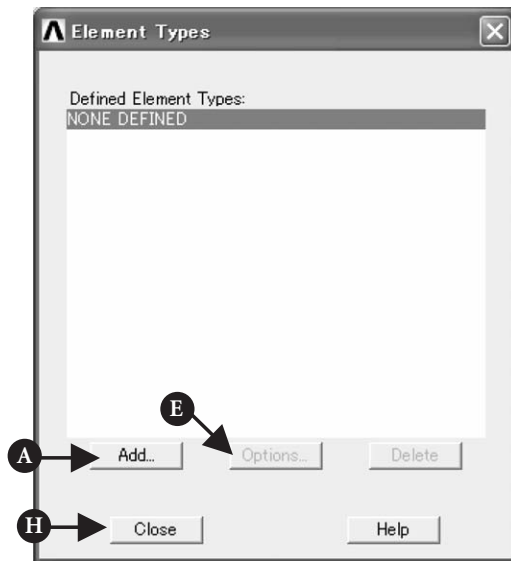 Element Types
Defined Element Types:
NONE DEFINED
E
A
Add...
Options...
Delete
H
Close
Help